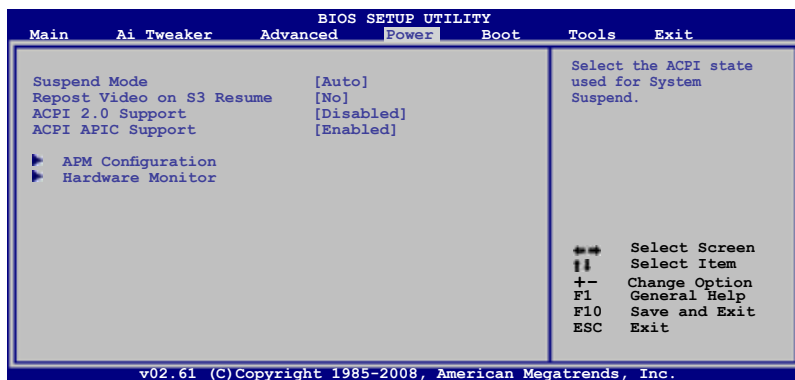 BIOS SETUP UTILITY
Main Ai Tweaker Advanced Power Boot Tools Exit
Suspend Mode [Auto]
Repost Video on S3 Resume [No]
ACPI 2.0 Support [Disabled]
ACPI APIC Support [Enabled]
APM Configuration
Hardware Monitor
Select the ACPI state
used for System
Suspend.
Select Screen
Select Item
+- Change Option
F1 General Help
F10 Save and Exit
ESC Exit
v02.61 (C)Copyright 1985-2008, American Megatrends, Inc.